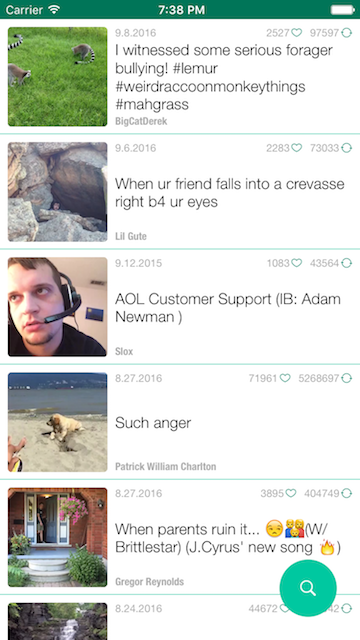 Carrier 7:38 PM
9.8.2016 2527 97597
I witnessed some serious forager
bullying! #lemur
#weirdraccoonmonkeythings
#mahgrass
BigCatDerek
9.6.2016 2283 73033
When ur friend falls into a crevasse
right b4 ur eyes
Lil Gute
9.12.2015 1083 43564
AOL Customer Support (IB: Adam
Newman )
Slox
8.27.2016 71961 5268697
Such anger
Patrick William Charlton
8.27.2016 3895 404749
When parents ruin it... 😒👫(W/
Brittlestar) (J.Cyrus' new song 🔥)
Gregor Reynolds
8.24.2016 44672